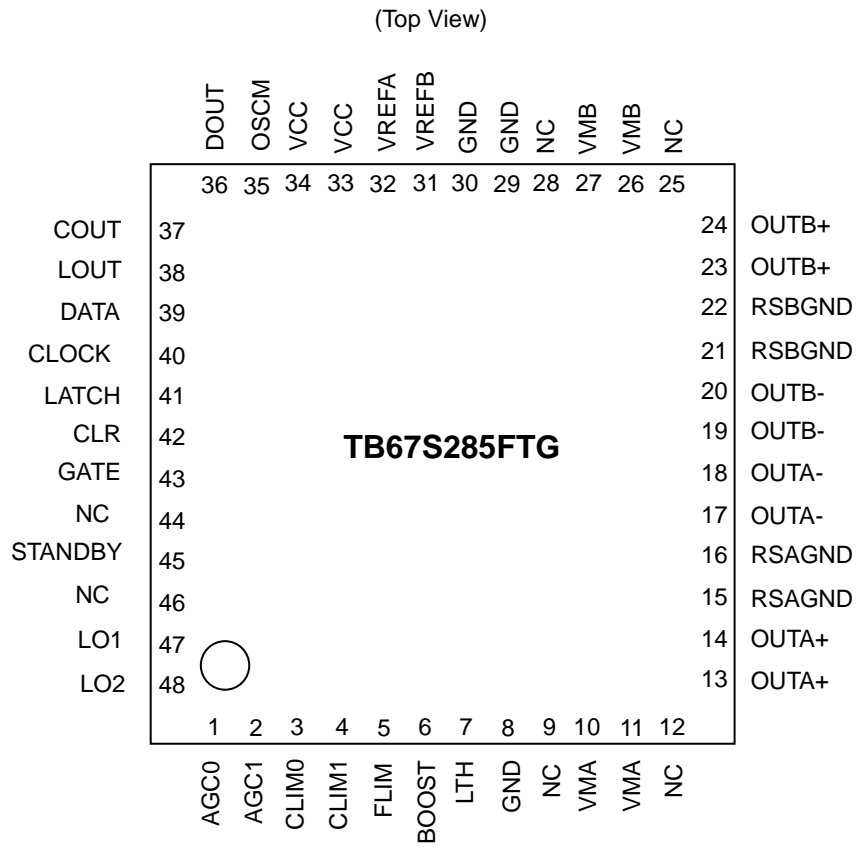 (Top View)
DOUT OSCM VCC VCC VREFA VREFB GND GND NC VMB VMB NC
36 35 34 33 32 31 30 29 28 27 26 25
COUT 37 24 OUTB+
LOUT 38 23 OUTB+
DATA 39 22 RSBGND
CLOCK 40 21 RSBGND
LATCH 41 20 OUTB-
CLR 42 19 OUTB-
TB67S285FTG
GATE 43 18 OUTA-
NC 44 17 OUTA-
STANDBY 45 16 RSAGND
NC 46 15 RSAGND
LO1 47 14 OUTA+
LO2 48 13 OUTA+
1 2 3 4 5 6 7 8 9 10 11 12
AGC0 AGC1 CLIM0 CLIM1 FLIM BOOST LTH GND NC VMA VMA NC